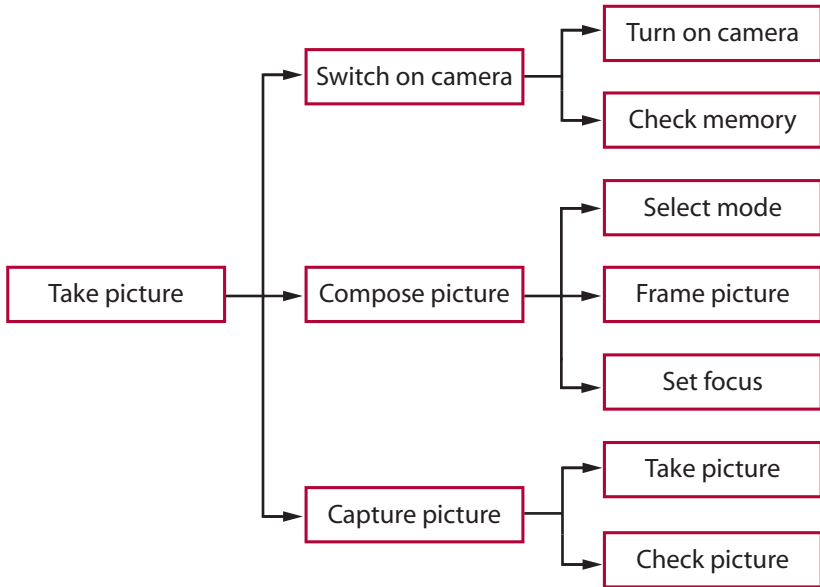 Take picture
Switch on camera
Turn on camera
Check memory
Compose picture
Select mode
Frame picture
Set focus
Capture picture
Take picture
Check picture